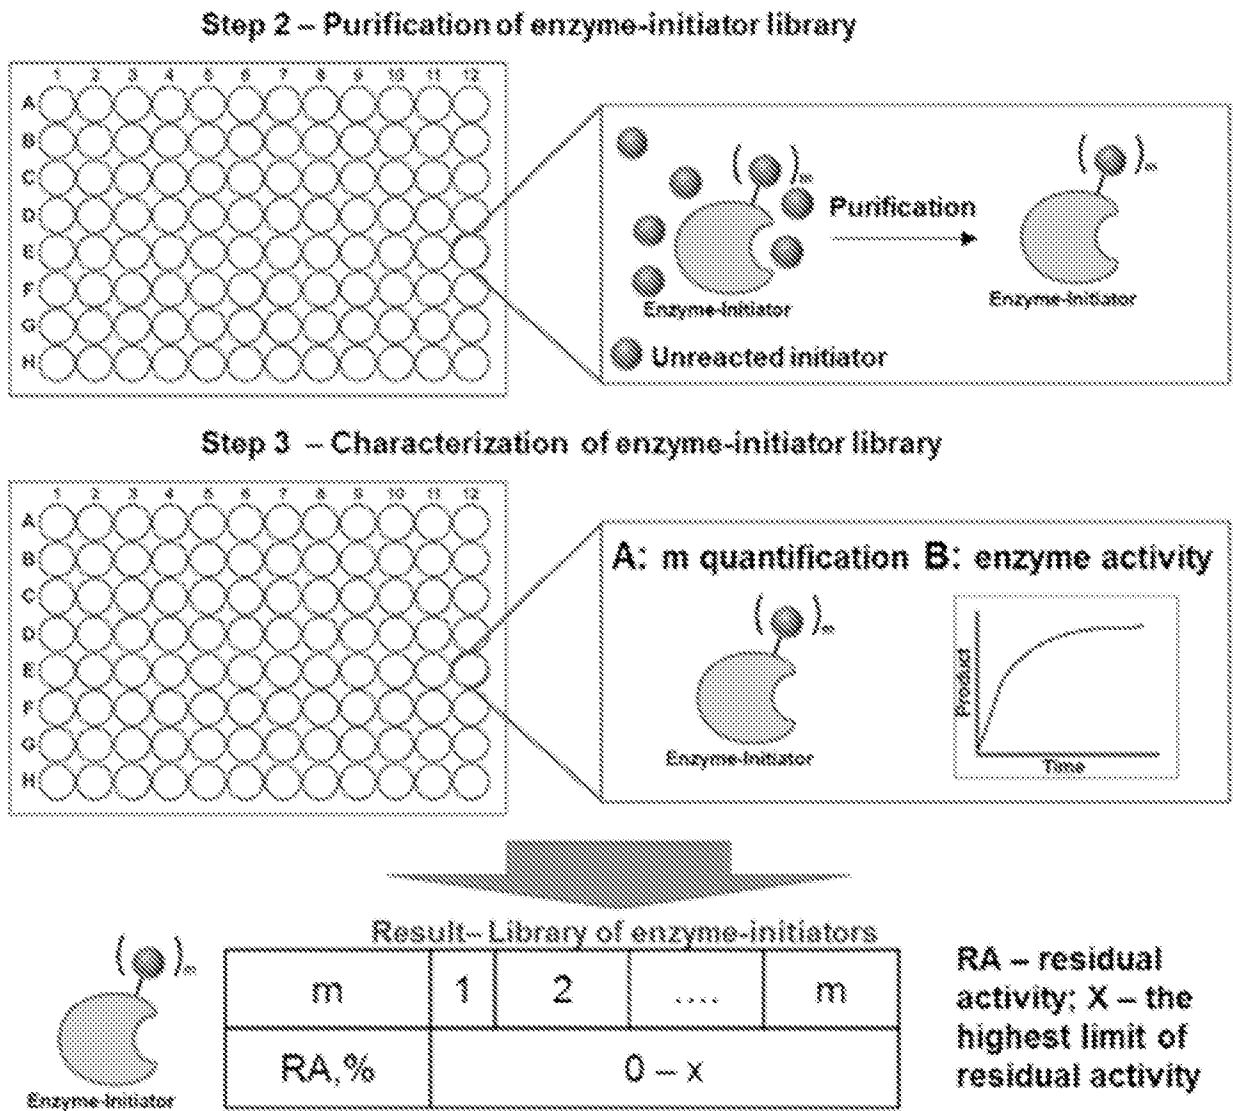 Step 2 – Purification of enzyme-initiator library
1 2 3 4 5 6 7 8 9 10 11 12
A
B
C
D
E
F
G
H
( )m
( )m
Purification
Enzyme-Initiator
Enzyme-Initiator
Unreacted initiator
Step 3 – Characterization of enzyme-initiator library
1 2 3 4 5 6 7 8 9 10 11 12
A
B
C
D
E
F
G
H
A: m quantification B: enzyme activity
( )m
Enzyme-Initiator
Product
Time
Result– Library of enzyme-initiators
( )m
Enzyme-Initiator
m 1 2 .... m
RA,% 0 – x
RA – residual
activity; X – the
highest limit of
residual activity